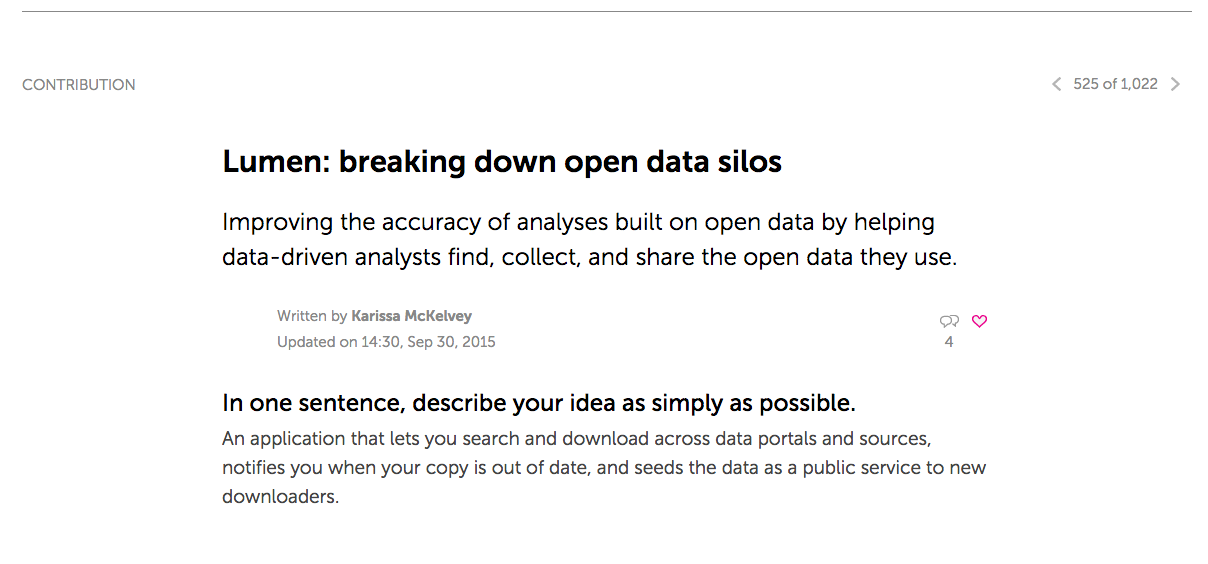 CONTRIBUTION
525 of 1,022
Lumen: breaking down open data silos
Improving the accuracy of analyses built on open data by helping
data-driven analysts find, collect, and share the open data they use.
Written by Karissa McKelvey
Updated on 14:30, Sep 30, 2015
4
In one sentence, describe your idea as simply as possible.
An application that lets you search and download across data portals and sources,
notifies you when your copy is out of date, and seeds the data as a public service to new
downloaders.